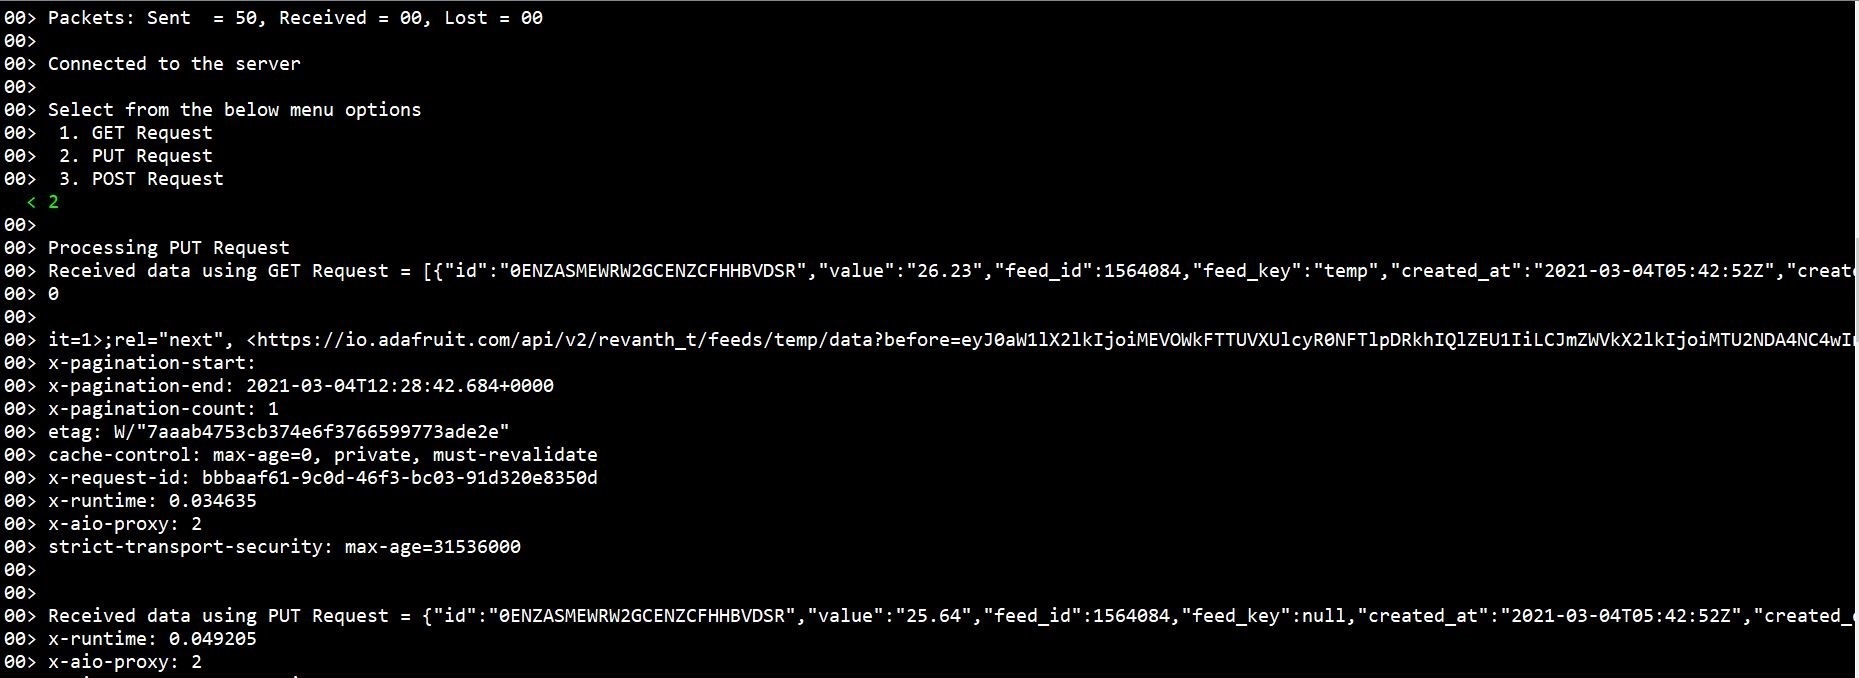 00> Packets: Sent  = 50, Received = 00, Lost = 00
00>
00> Connected to the server
00>
00> Select from the below menu options
00>  1. GET Request
00>  2. PUT Request
00>  3. POST Request
< 2
00>
00> Processing PUT Request
00> Received data using GET Request = [{"id":"0ENZASMEWRW2GCENZCFHHBVDSR","value":"26.23","feed_id":1564084,"feed_key":"temp","created_at":"2021-03-04T05:42:52Z","create
00> 0
00>
00> it=1>;rel="next", <https://io.adafruit.com/api/v2/revanth_t/feeds/temp/data?before=eyJ0aW1lX2lkIjoiMEVOWkFTTUVXUlcyR0NFTlpDRkhIQlZEU1IiLCJmZWVkX2lkIjoiMTU2NDA4NC4wI
00> x-pagination-start:
00> x-pagination-end: 2021-03-04T12:28:42.684+0000
00> x-pagination-count: 1
00> etag: W/"7aaab4753cb374e6f3766599773ade2e"
00> cache-control: max-age=0, private, must-revalidate
00> x-request-id: bbbaaf61-9c0d-46f3-bc03-91d320e8350d
00> x-runtime: 0.034635
00> x-aio-proxy: 2
00> strict-transport-security: max-age=31536000
00>
00>
00> Received data using PUT Request = {"id":"0ENZASMEWRW2GCENZCFHHBVDSR","value":"25.64","feed_id":1564084,"feed_key":null,"created_at":"2021-03-04T05:42:52Z","created_
00> x-runtime: 0.049205
00> x-aio-proxy: 2